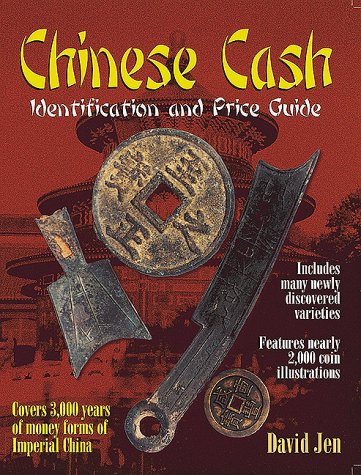 Chinese Cash
Identification and Price Guide
Includes
many newly
discovered
varieties
Features nearly
2,000 coin
illustrations
Covers 3,000 years
of money forms of
Imperial China
David Jen